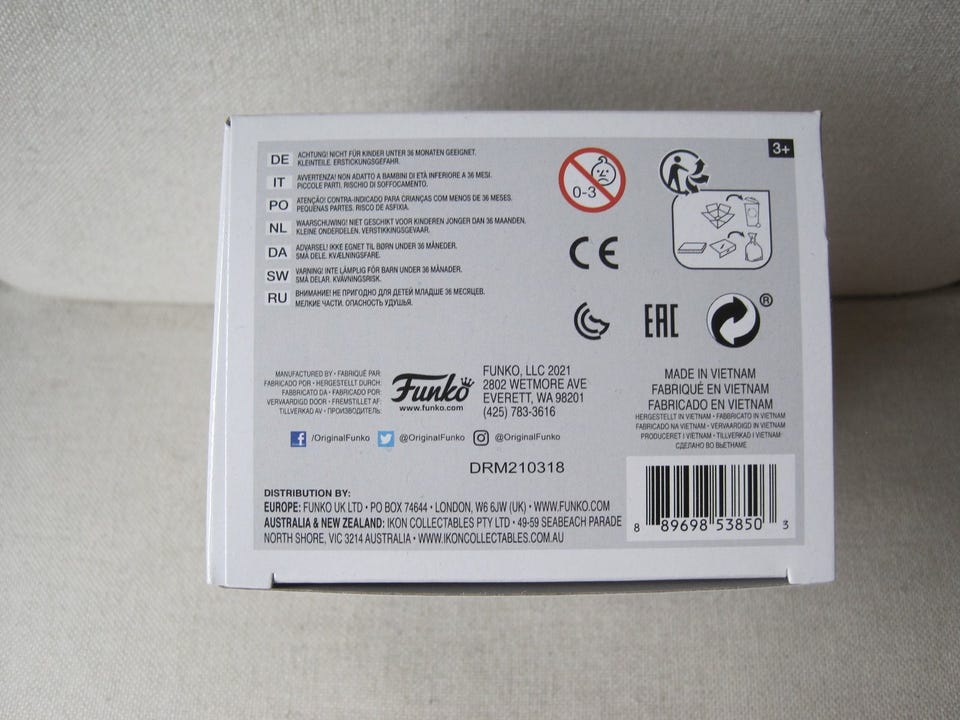 DE ACHTUNG! NICHT FÜR KINDER UNTER 36 MONATEN GEEIGNET.
KLEINTEILE. ERSTICKUNGSGEFAHR.
IT AVVERTENZA! NON ADATTO A BAMBINI DI ETÀ INFERIORE A 36 MESI.
PICCOLE PARTI. RISCHIO DI SOFFOCAMENTO.
PO ATENÇÃO! CONTRA-INDICADO PARA CRIANÇAS COM MENOS DE 36 MESES.
PEQUENAS PARTES. RISCO DE ASFIXIA.
NL WAARSCHUWING! NIET GESCHIKT VOOR KINDEREN JONGER DAN 36 MAANDEN.
KLEINE ONDERDELEN. VERSTIKKINGSGEVAAR.
DA ADVARSEL! IKKE EGNET TIL BØRN UNDER 36 MÅNEDER.
SMÅ DELE. KVÆLNINGSFARE.
SW VARNING! INTE LÄMPLIG FÖR BARN UNDER 36 MÅNADER.
SMÅ DELAR. KVÄVNINGSRISK.
RU ВНИМАНИЕ! НЕ ПРИГОДНО ДЛЯ ДЕТЕЙ МЛАДШЕ 36 МЕСЯЦЕВ.
МЕЛКИЕ ЧАСТИ. ОПАСНОСТЬ УДУШЬЯ.
0-3
3+
CE
EAC
®
MANUFACTURED BY • FABRIQUÉ PAR:
FABRICADO POR • HERGESTELLT DURCH:
FABBRICATO DA • FABRICADO POR:
VERVAARDIGD DOOR • FREMSTILLET AF:
TILLVERKAD AV • ПРОИЗВОДИТЕЛЬ:
Funko
www.funko.com
FUNKO, LLC 2021
2802 WETMORE AVE
EVERETT, WA 98201
(425) 783-3616
MADE IN VIETNAM
FABRIQUÉ EN VIETNAM
FABRICADO EN VIETNAM
HERGESTELLT IN VIETNAM • FABBRICATO IN VIETNAM
FABRICADO NA VIETNAM • VERVAARDIGD IN VIETNAM
PRODUCERET I VIETNAM • TILLVERKAD I VIETNAM
СДЕЛАНО ВО ВЬЕТНАМЕ
/OriginalFunko @OriginalFunko @OriginalFunko
DRM210318
DISTRIBUTION BY:
EUROPE: FUNKO UK LTD • PO BOX 74644 • LONDON, W6 6JW (UK) • WWW.FUNKO.COM
AUSTRALIA & NEW ZEALAND: IKON COLLECTABLES PTY LTD • 49-59 SEABEACH PARADE
NORTH SHORE, VIC 3214 AUSTRALIA • WWW.IKONCOLLECTABLES.COM.AU
8 89698 53850 3